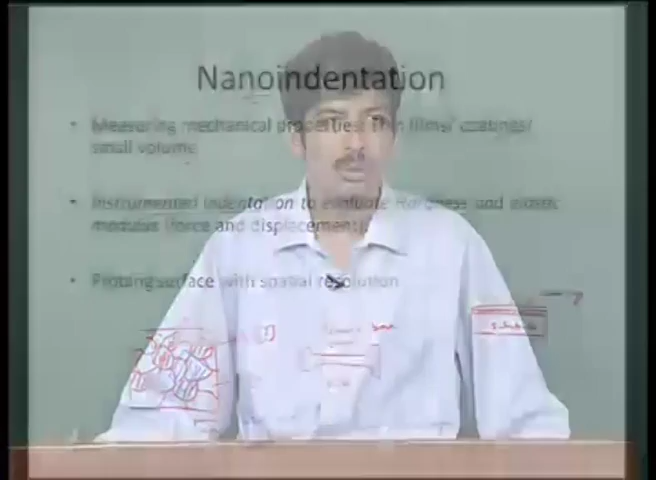 Nanoindentation
• Measuring mechanical properties: Thin films/ coatings/
small volume
• Instrumented Indentation to evaluate Hardness and elastic
modulus (force and displacement)
• Probing surface with spatial resolution